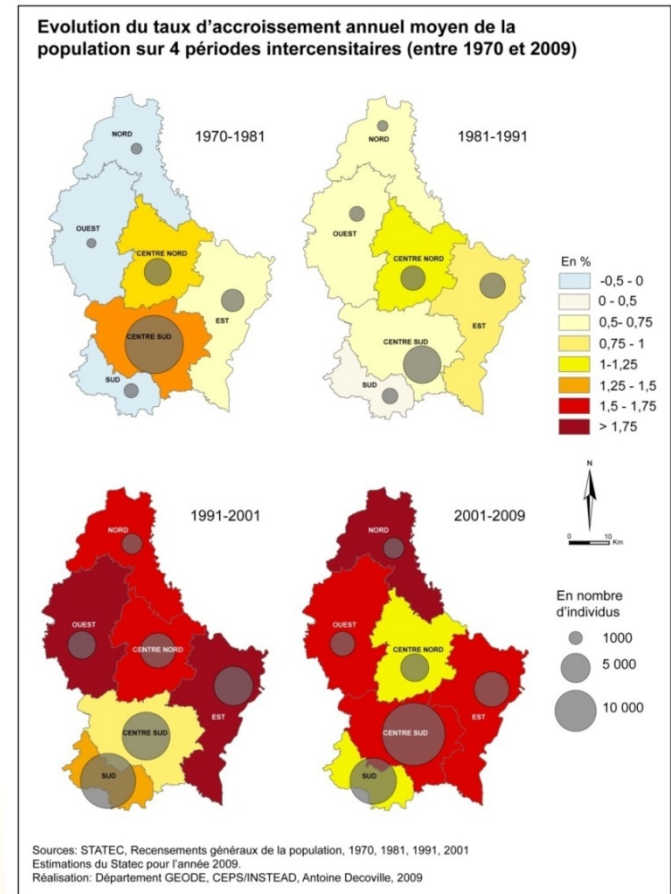 Evolution du taux d'accroissement annuel moyen de la
population sur 4 périodes intercensitaires (entre 1970 et 2009)
1970-1981
NORD
OUEST
CENTRE NORD
EST
CENTRE SUD
SUD
1981-1991
NORD
OUEST
CENTRE NORD
EST
CENTRE SUD
SUD
En %
-0,5 - 0
0 - 0,5
0,5- 0,75
0,75 - 1
1-1,25
1,25 - 1,5
1,5 - 1,75
> 1,75
N
0 10
Km
En nombre
d'individus
1000
5 000
10 000
1991-2001
NORD
OUEST
CENTRE NORD
EST
CENTRE SUD
SUD
2001-2009
NORD
OUEST
CENTRE NORD
EST
CENTRE SUD
SUD
Sources: STATEC, Recensements généraux de la population, 1970, 1981, 1991, 2001
Estimations du Statec pour l'année 2009.
Réalisation: Département GEODE, CEPS/INSTEAD, Antoine Decoville, 2009